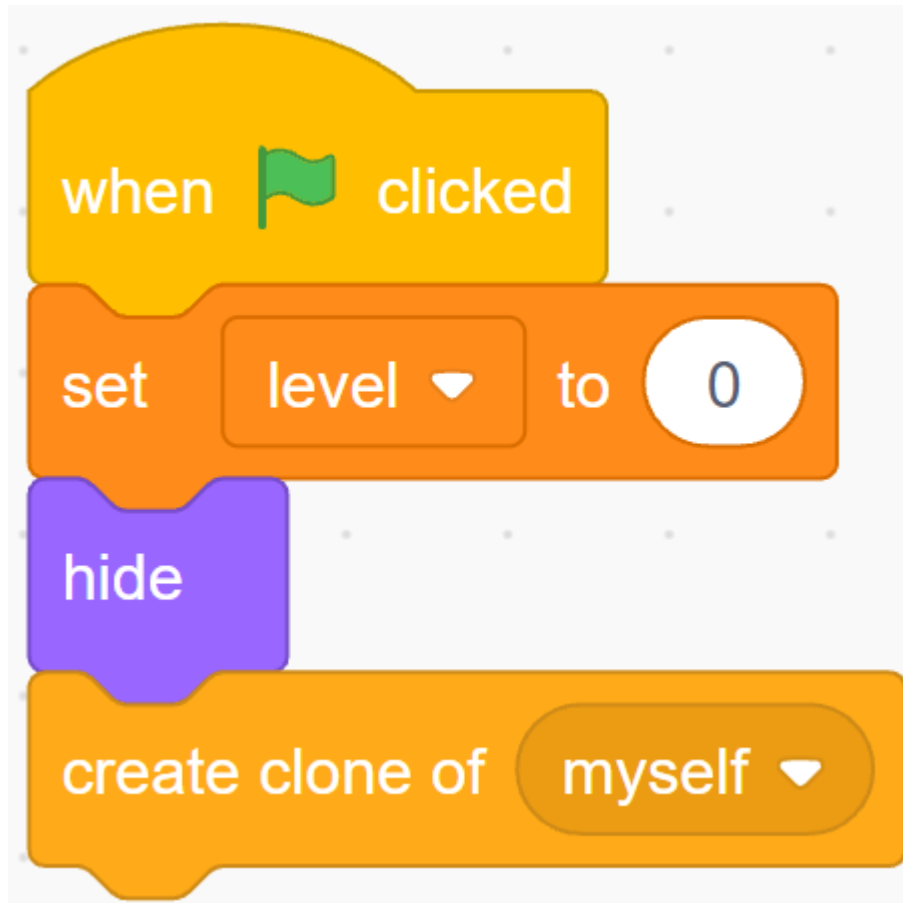 when clicked
set level to 0
hide
create clone of myself